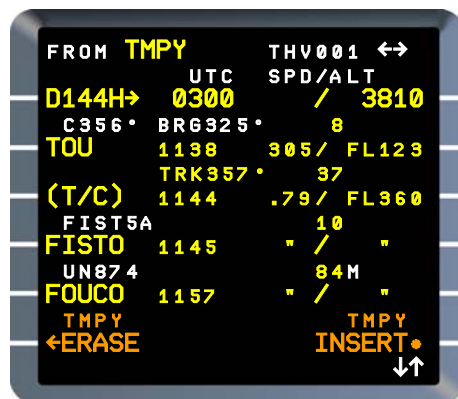 FROM TMPY THV001 ←→
UTC SPD/ALT
D144H→ 0300 / 3810
C356° BRG325° 8
TOU 1138 305/ FL123
TRK357° 37
(T/C) 1144 .79/ FL360
FIST5A 10
FISTO 1145 " / "
UN874 84M
FOUCO 1157 " / "
TMPY TMPY
←ERASE INSERT•
↓↑